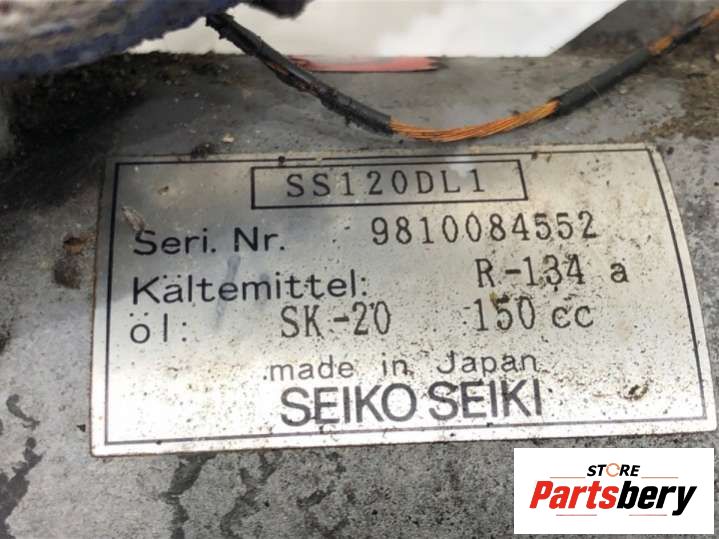 SS120DL1
Seri. Nr. 9810084552
Kältemittel: R-134 a
öl: SK-20 150 cc
made in Japan
SEIKO SEIKI
STORE
Partsbery